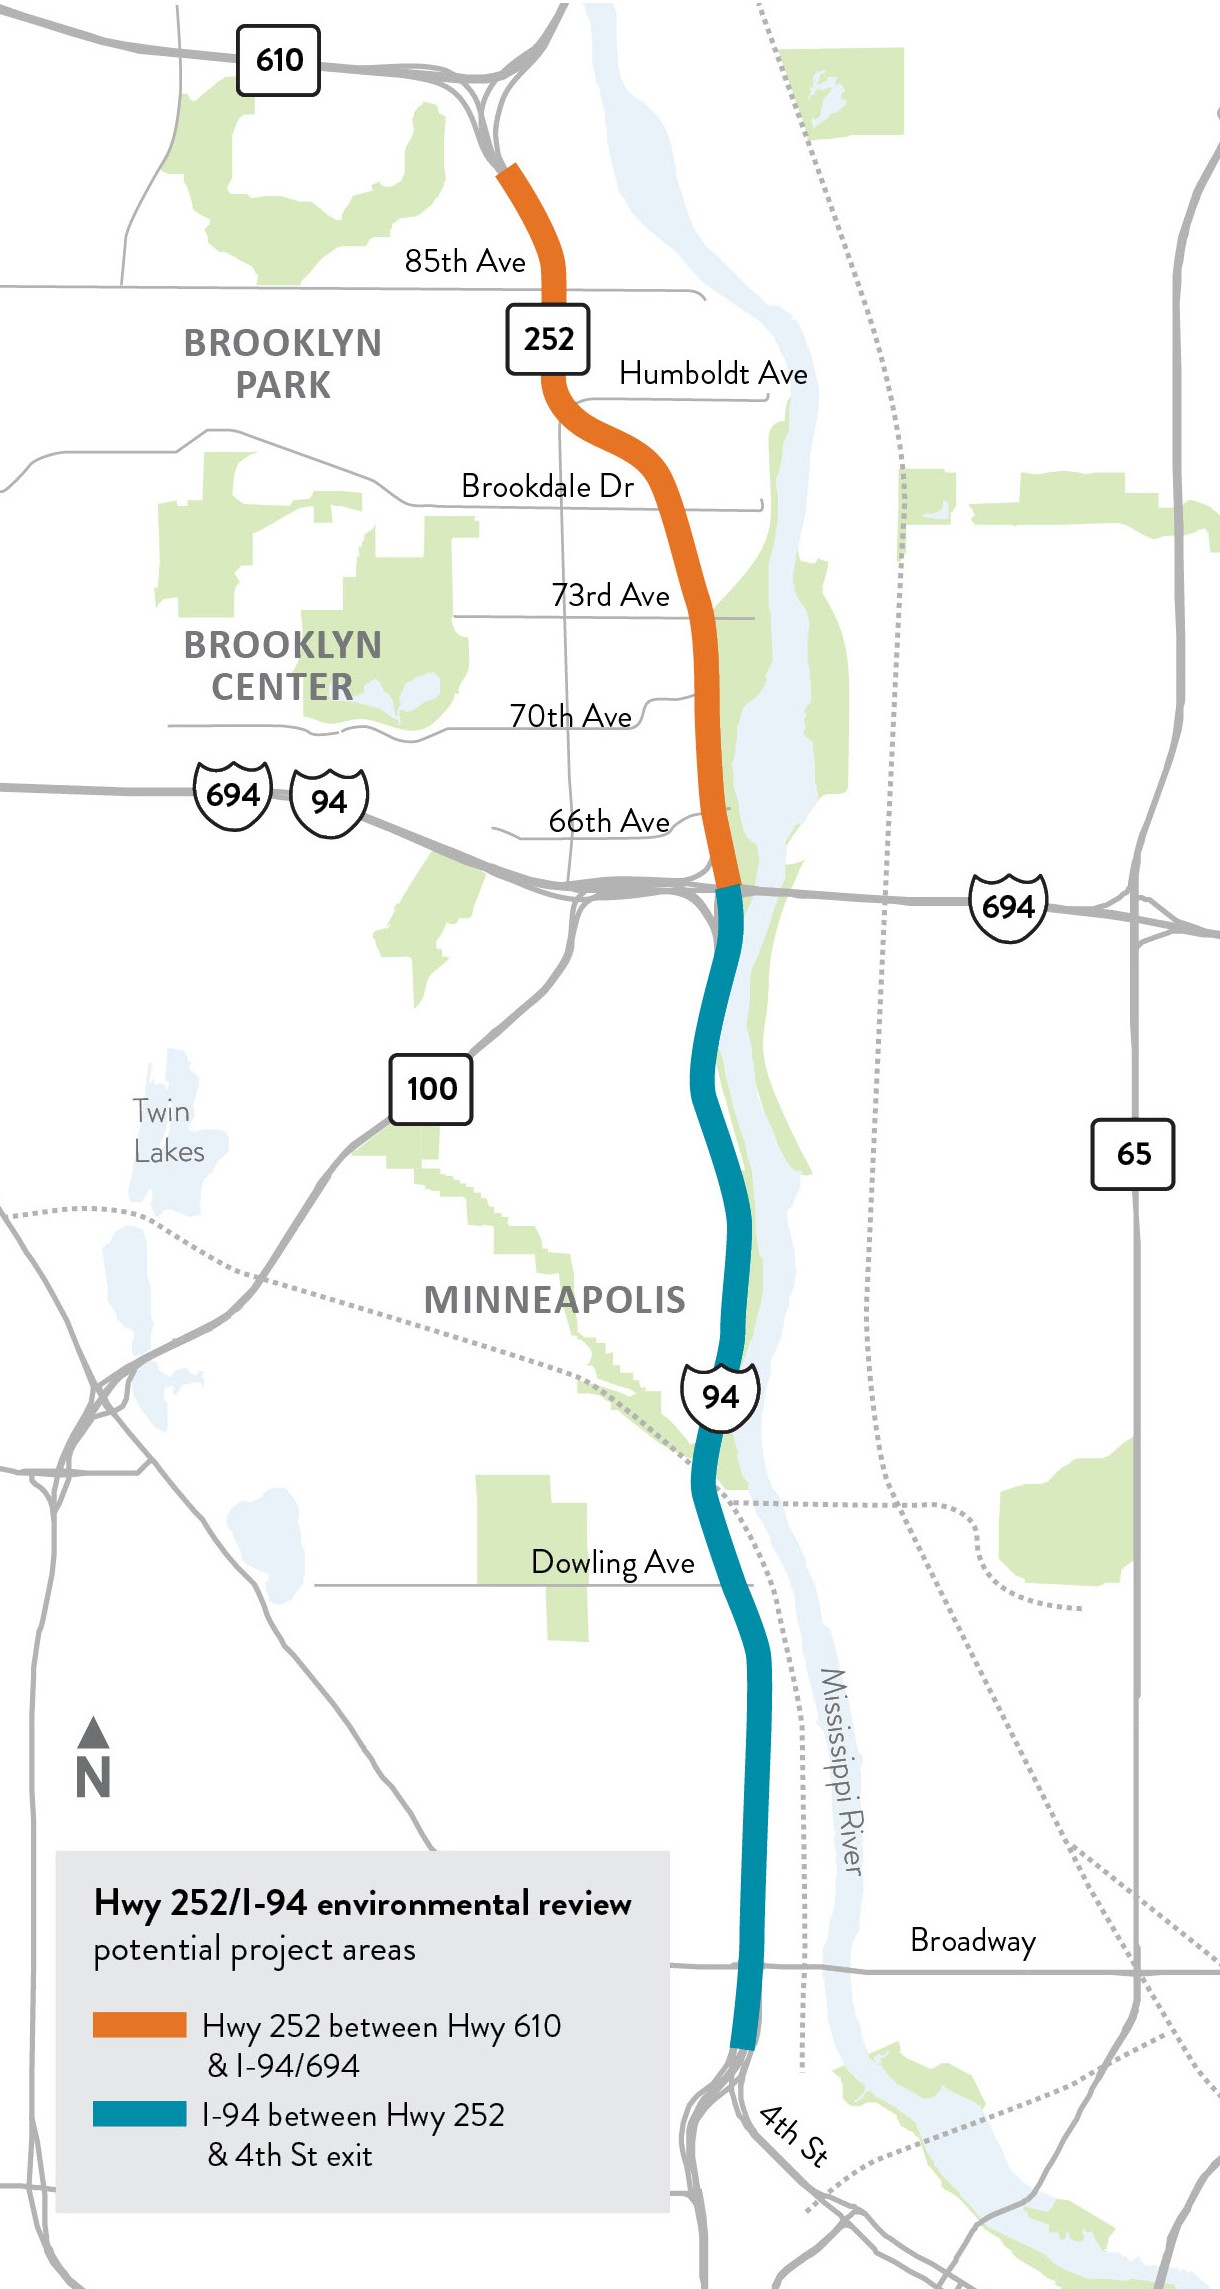 610
85th Ave
252
BROOKLYN
PARK
Humboldt Ave
Brookdale Dr
73rd Ave
BROOKLYN
CENTER
70th Ave
694
94
66th Ave
694
100
Twin
Lakes
65
MINNEAPOLIS
94
Dowling Ave
Mississippi River
N
Hwy 252/I-94 environmental review
potential project areas
Hwy 252 between Hwy 610
& I-94/694
I-94 between Hwy 252
& 4th St exit
Broadway
4th St